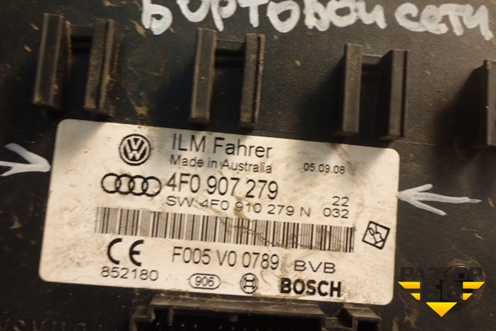 бортовой сети
ILM Fahrer
Made in Australia 05.09.08
4F0 907 279 22
SW 4F0 910 279 N 032
F005 V0 0789 BVB
852180 906 BOSCH